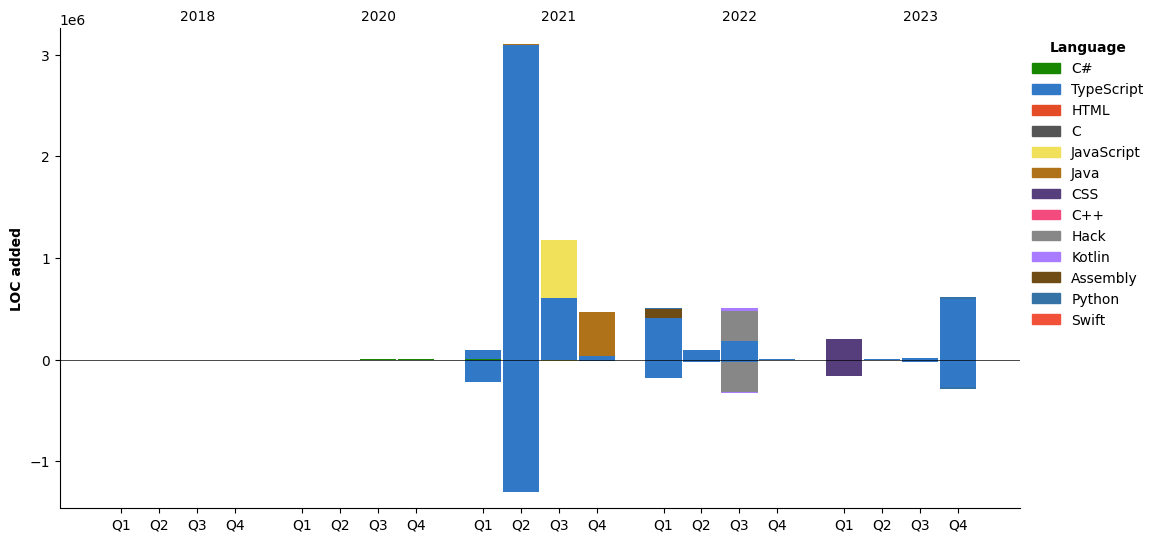 1e6
2018 2020 2021 2022 2023
3
2
1
0
−1
LOC added
Q1 Q2 Q3 Q4 Q1 Q2 Q3 Q4 Q1 Q2 Q3 Q4 Q1 Q2 Q3 Q4 Q1 Q2 Q3 Q4
Language
C#
TypeScript
HTML
C
JavaScript
Java
CSS
C++
Hack
Kotlin
Assembly
Python
Swift